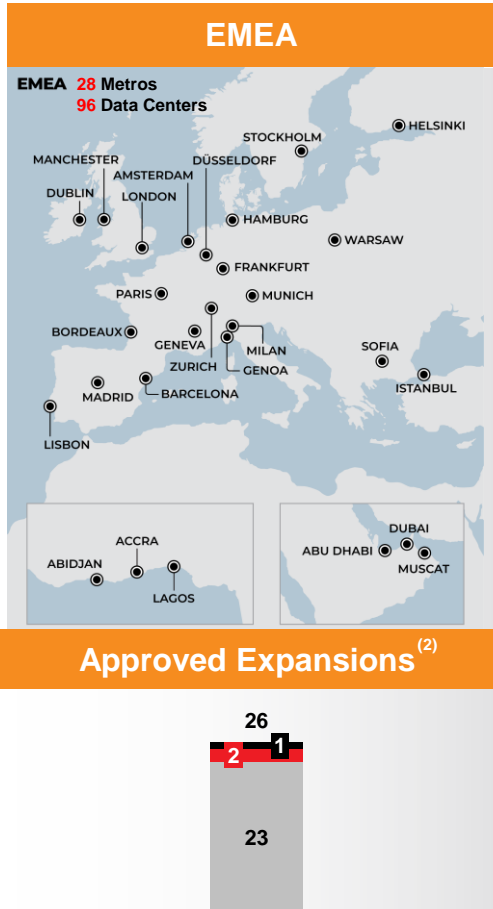 EMEA
EMEA 28 Metros
96 Data Centers
HELSINKI
STOCKHOLM
MANCHESTER
DÜSSELDORF
AMSTERDAM
DUBLIN
LONDON
HAMBURG
WARSAW
FRANKFURT
PARIS
MUNICH
BORDEAUX
GENEVA
MILAN
SOFIA
ZURICH
GENOA
ISTANBUL
MADRID
BARCELONA
LISBON
ACCRA
ABIDJAN
LAGOS
DUBAI
ABU DHABI
MUSCAT
Approved Expansions(2)
26
1
2
23